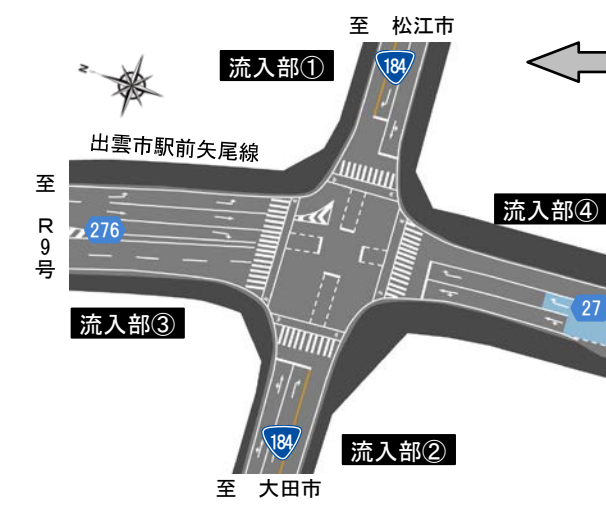 至 松江市
184
流入部①
N
出雲市駅前矢尾線
至 R9号
276
流入部④
27
流入部③
184
流入部②
至 大田市